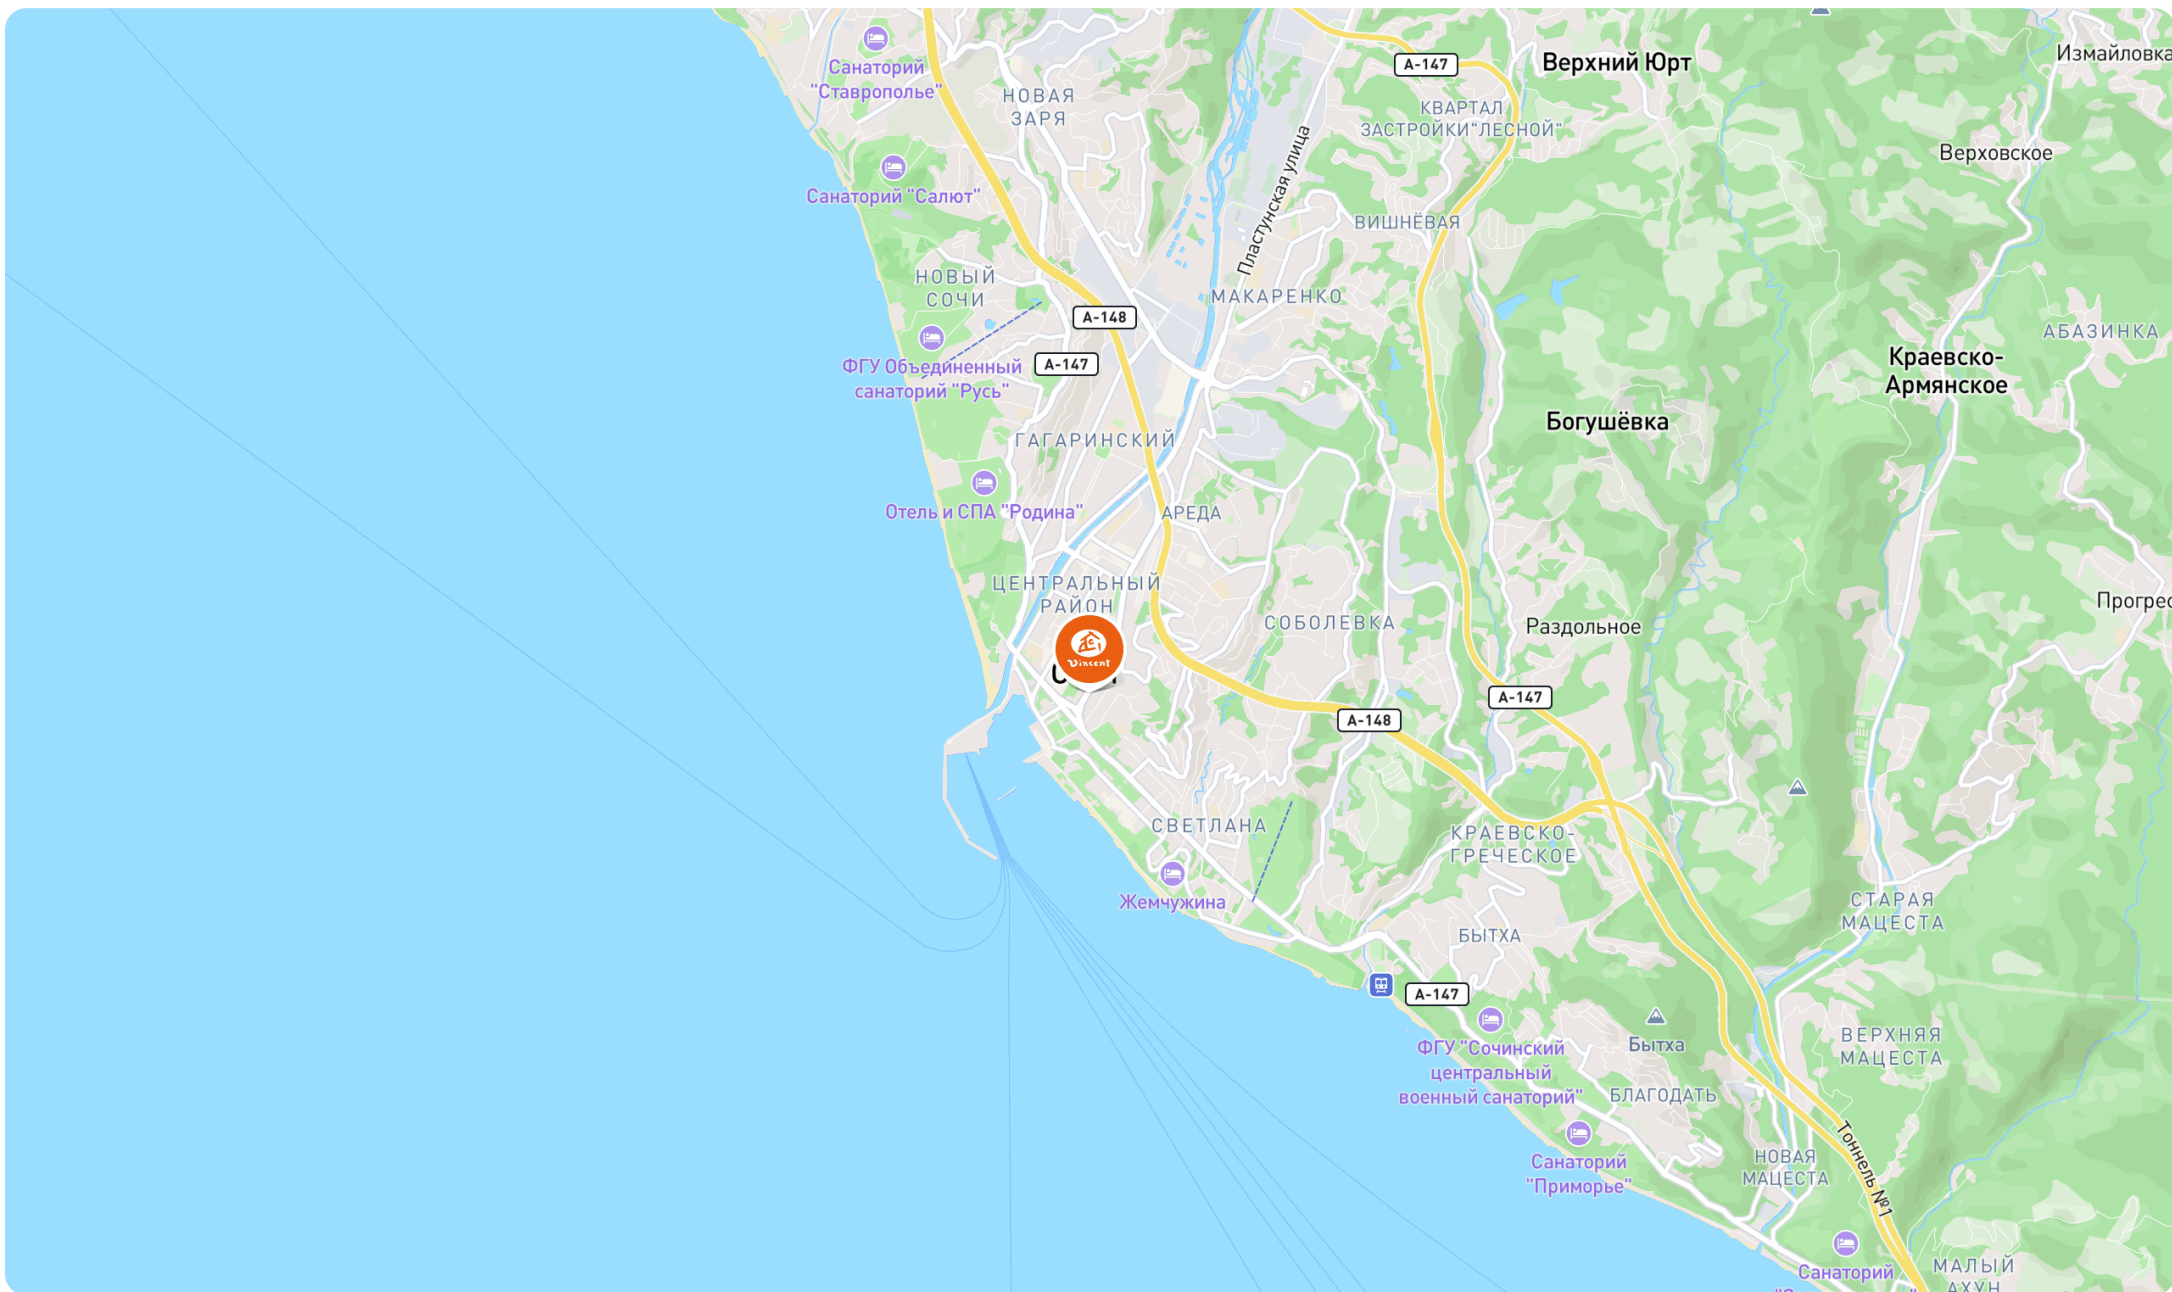 Верхний Юрт
Измайловка
А-147
Санаторий
"Ставрополье"
НОВАЯ
ЗАРЯ
КВАРТАЛ
ЗАСТРОЙКИ"ЛЕСНОЙ"
Верховское
Пластунская улица
Санаторий "Салют"
ВИШНЁВАЯ
НОВЫЙ
СОЧИ
МАКАРЕНКО
А-148
АБАЗИНКА
Краевско-
Армянское
А-147
ФГУ Объединенный
санаторий "Русь"
Богушёвка
ГАГАРИНСКИЙ
Отель и СПА "Родина"
АРЕДА
ЦЕНТРАЛЬНЫЙ
РАЙОН
Прогрес
СОБОЛЕВКА
Раздольное
Vincent
А-147
А-148
СВЕТЛАНА
КРАЕВСКО-
ГРЕЧЕСКОЕ
Жемчужина
СТАРАЯ
МАЦЕСТА
БЫТХА
А-147
ФГУ "Сочинский
центральный
военный санаторий"
Бытха
ВЕРХНЯЯ
МАЦЕСТА
БЛАГОДАТЬ
Тоннель №1
Санаторий
"Приморье"
НОВАЯ
МАЦЕСТА
Санаторий
МАЛЫЙ
АХУН